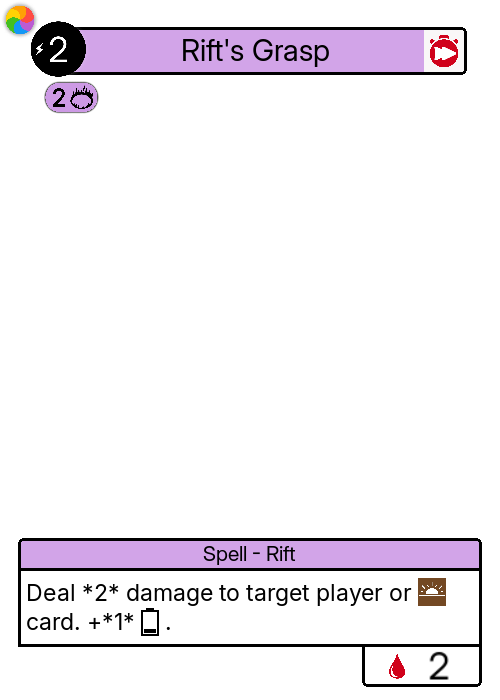 2
Rift's Grasp
2
Spell - Rift
Deal *2* damage to target player or
card. +*1* .
2